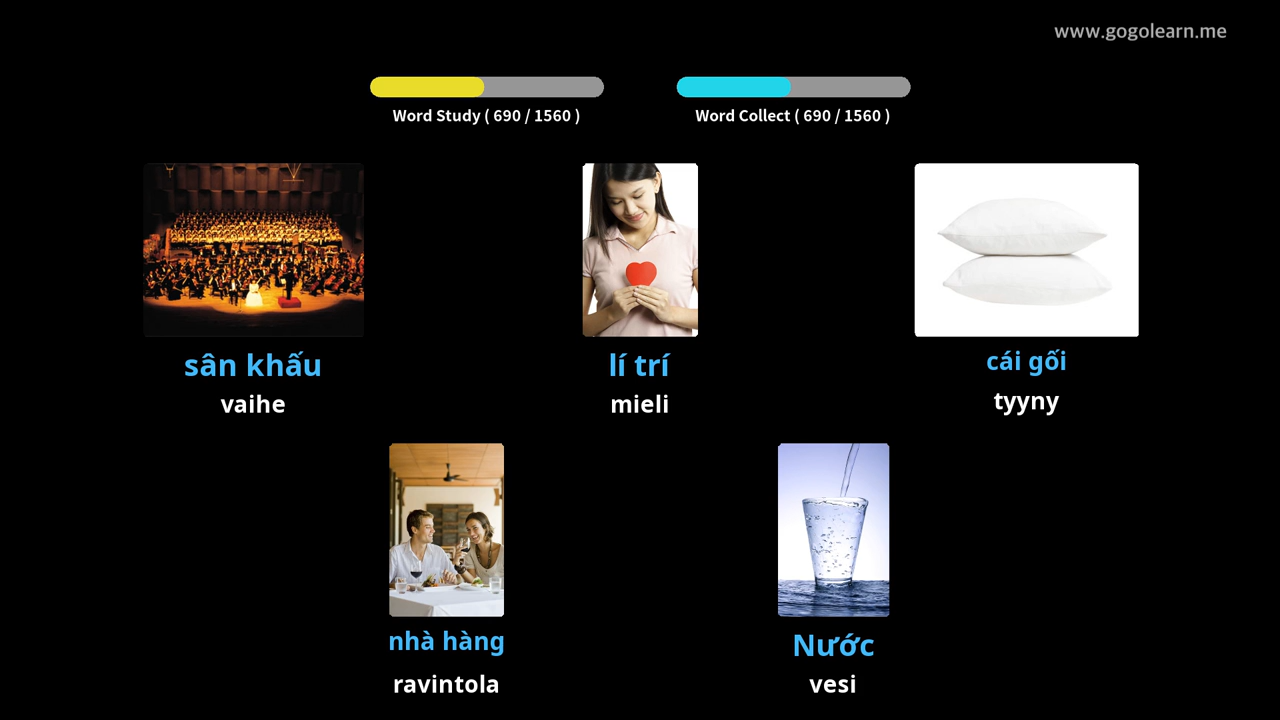 www.gogolearn.me
Word Study ( 690 / 1560 )
Word Collect ( 690 / 1560 )
sân khấu
vaihe
lí trí
mieli
cái gối
tyyny
nhà hàng
ravintola
Nước
vesi